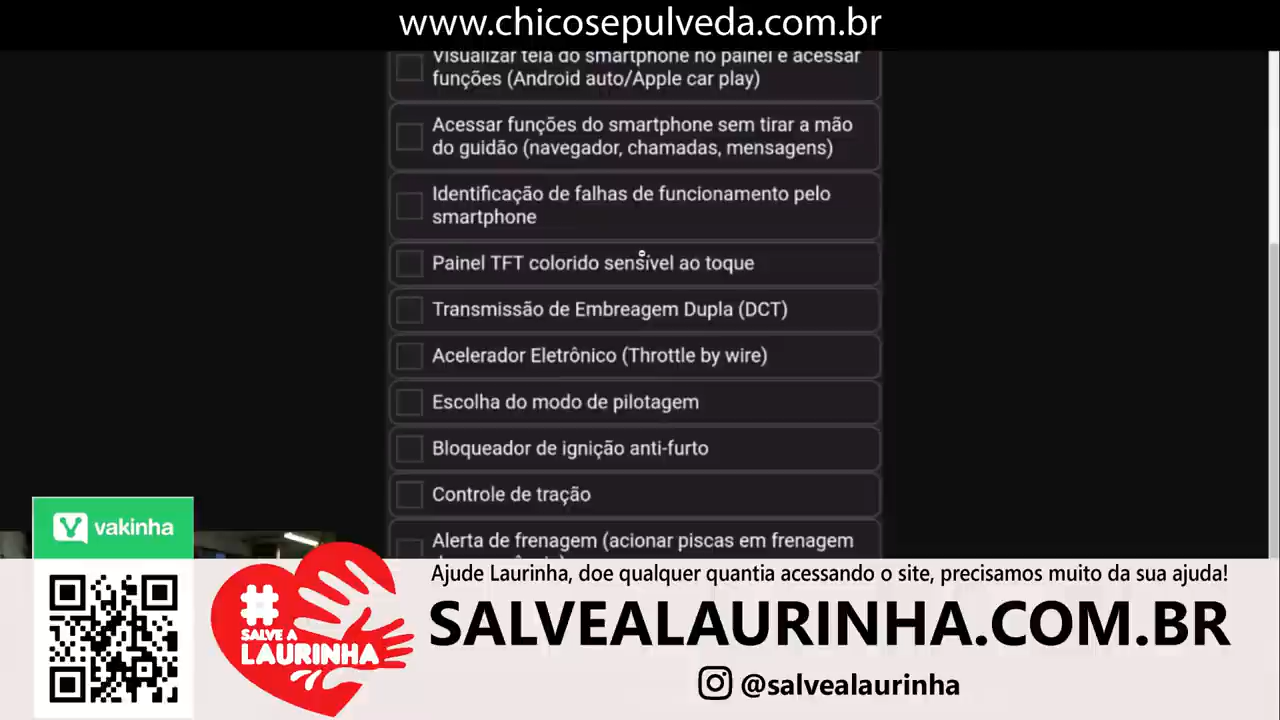 www.chicosepulveda.com.br
Visualizar tela do smartphone no painel e acessar
funções (Android auto/Apple car play)
Acessar funções do smartphone sem tirar a mão
do guidão (navegador, chamadas, mensagens)
Identificação de falhas de funcionamento pelo
smartphone
Painel TFT colorido sensível ao toque
Transmissão de Embreagem Dupla (DCT)
Acelerador Eletrônico (Throttle by wire)
Escolha do modo de pilotagem
Bloqueador de ignição anti-furto
Controle de tração
Alerta de frenagem (acionar piscas em frenagem
vakinha
#
SALVE A
LAURINHA
Ajude Laurinha, doe qualquer quantia acessando o site, precisamos muito da sua ajuda!
SALVEALAURINHA.COM.BR
@salvealaurinha